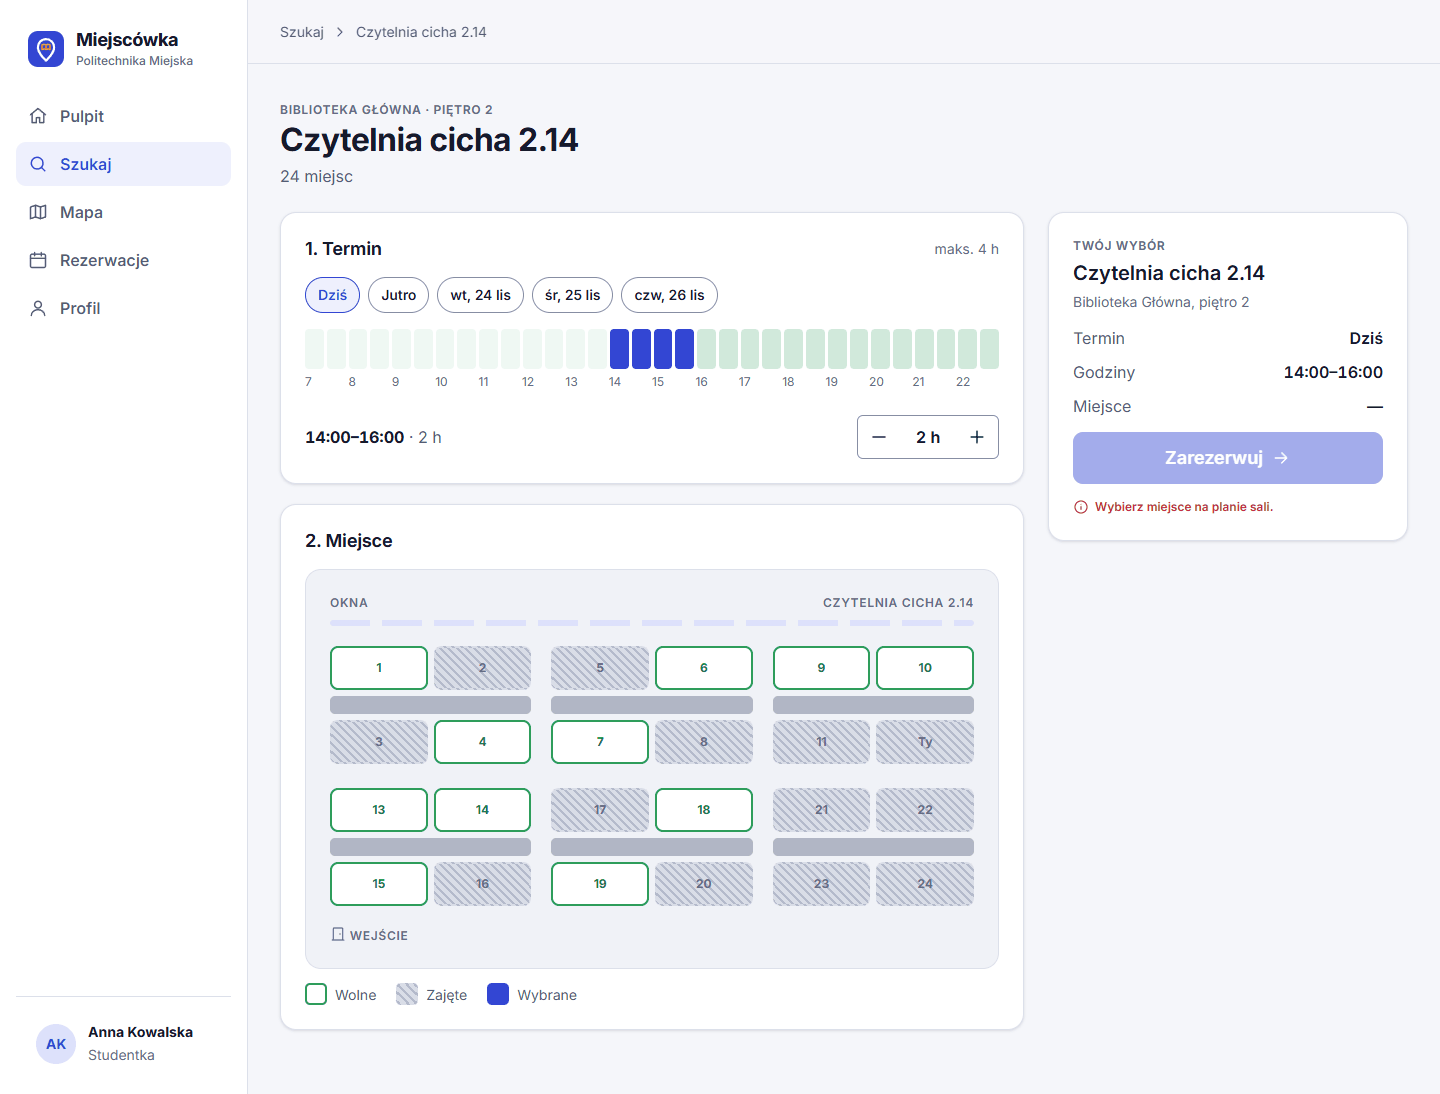 Miejscówka
Politechnika Miejska
Pulpit
Szukaj
Mapa
Rezerwacje
Profil
AK
Anna Kowalska
Studentka
Szukaj > Czytelnia cicha 2.14
BIBLIOTEKA GŁÓWNA · PIĘTRO 2
Czytelnia cicha 2.14
24 miejsc
1. Termin
maks. 4 h
Dziś Jutro wt, 24 lis śr, 25 lis czw, 26 lis
7 8 9 10 11 12 13 14 15 16 17 18 19 20 21 22
14:00–16:00 · 2 h
− 2 h +
2. Miejsce
OKNA CZYTELNIA CICHA 2.14
1 2 5 6 9 10
3 4 7 8 11 Ty
13 14 17 18 21 22
15 16 19 20 23 24
WEJŚCIE
Wolne Zajęte Wybrane
TWÓJ WYBÓR
Czytelnia cicha 2.14
Biblioteka Główna, piętro 2
Termin Dziś
Godziny 14:00–16:00
Miejsce —
Zarezerwuj →
Wybierz miejsce na planie sali.